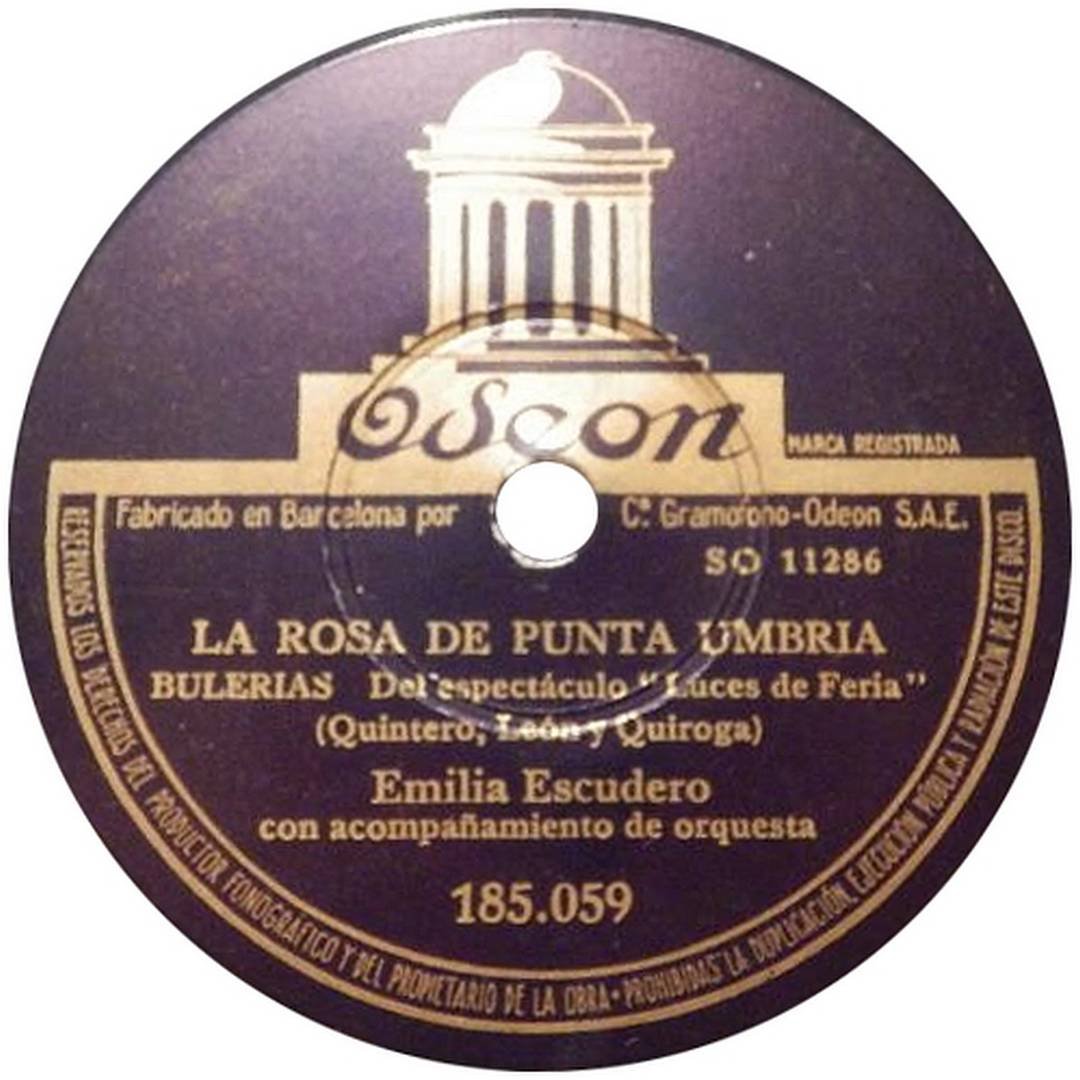 Odeon
MARCA REGISTRADA
Fabricado en Barcelona por Cª. Gramófono-Odeon S.A.E.
SO 11286
LA ROSA DE PUNTA UMBRIA
BULERIAS Del espectáculo "Luces de Feria"
(Quintero, León y Quiroga)
Emilia Escudero
con acompañamiento de orquesta
185.059
RESERVADOS LOS DERECHOS DEL PRODUCTOR FONOGRAFICO Y DEL PROPIETARIO DE LA OBRA • PROHIBIDAS LA DUPLICACIÓN, EJECUCIÓN PÚBLICA Y RADIACIÓN DE ESTE DISCO.